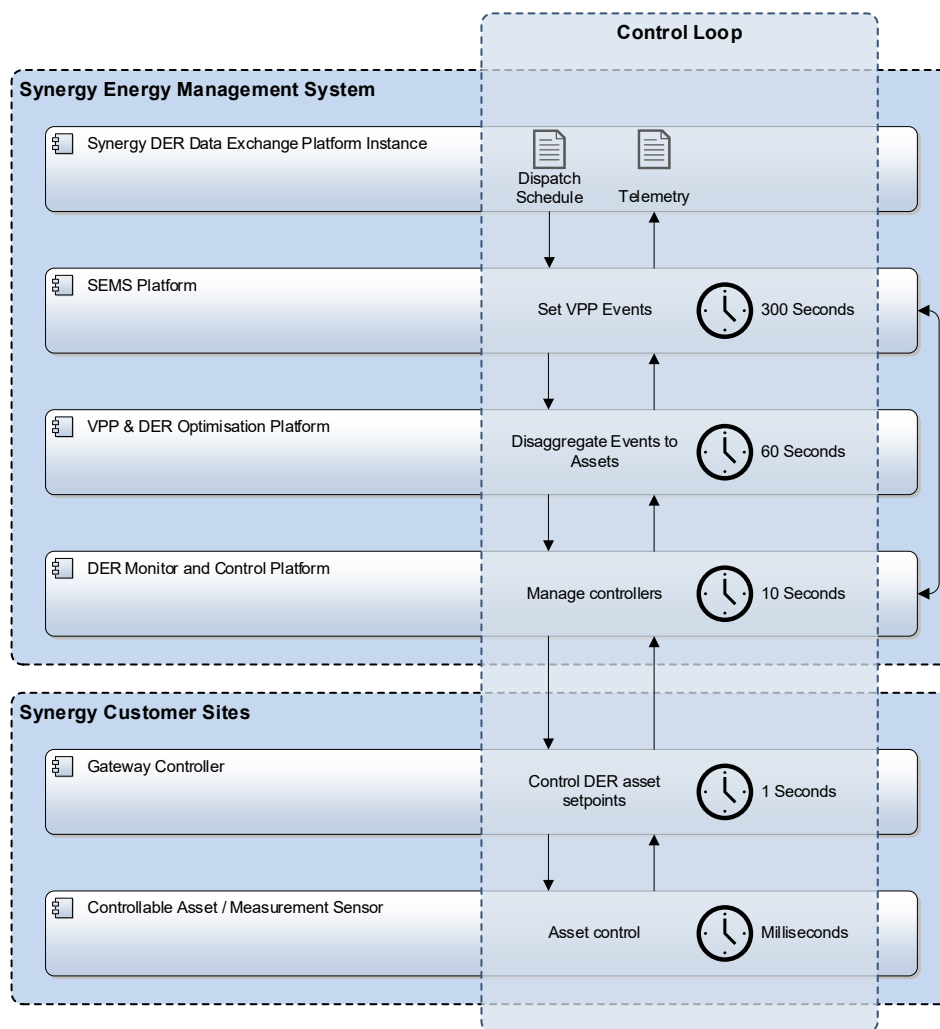 Control Loop
Synergy Energy Management System
Synergy DER Data Exchange Platform Instance
Dispatch
Schedule
Telemetry
SEMS Platform
Set VPP Events
300 Seconds
VPP & DER Optimisation Platform
Disaggregate Events to
Assets
60 Seconds
DER Monitor and Control Platform
Manage controllers
10 Seconds
Synergy Customer Sites
Gateway Controller
Control DER asset
setpoints
1 Seconds
Controllable Asset / Measurement Sensor
Asset control
Milliseconds